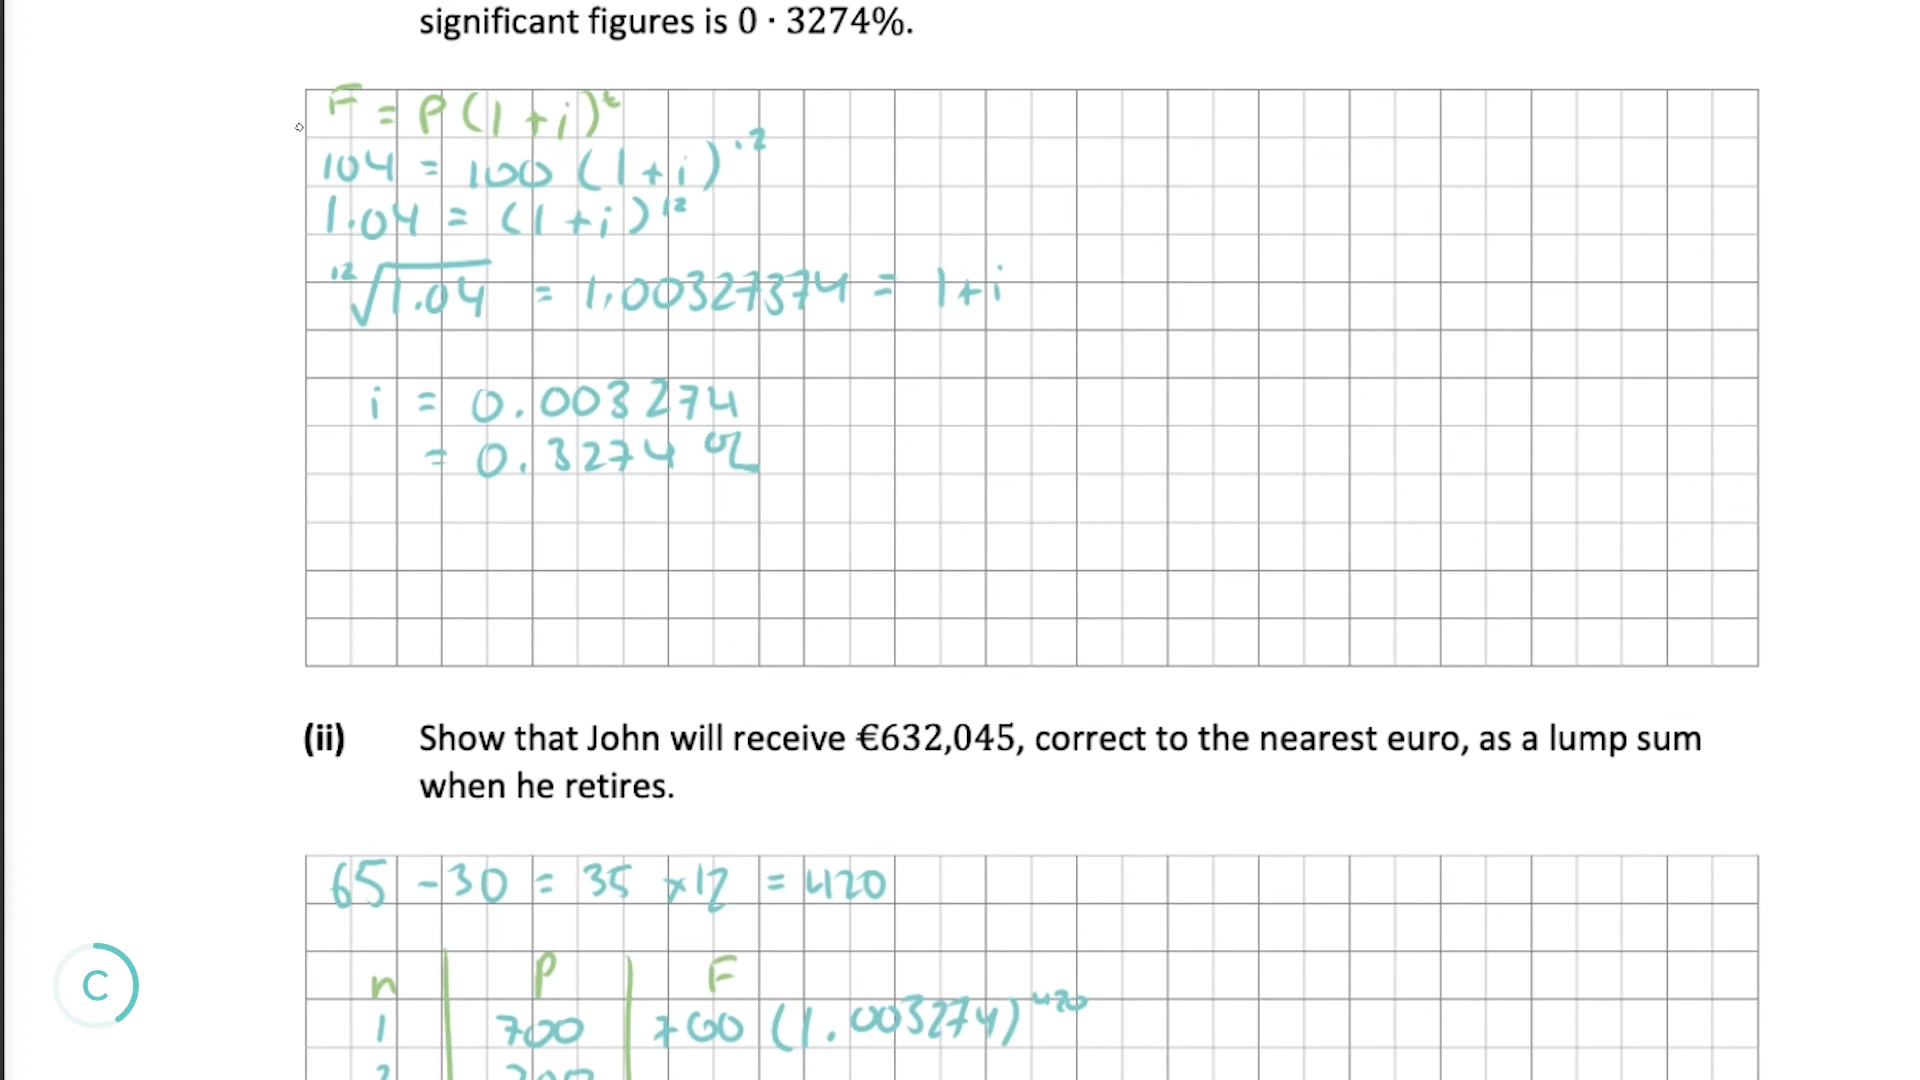 significant figures is 0 · 3274%.
F = P(1+i)^t
104 = 100 (1+i)^12
1.04 = (1+i)^12
12√1.04 = 1.00327374 = 1+i
i = 0.003274
= 0.3274 %
(ii) Show that John will receive €632,045, correct to the nearest euro, as a lump sum
when he retires.
65 - 30 = 35 x 12 = 420
n P F
1 700 700 (1.003274)^420
C